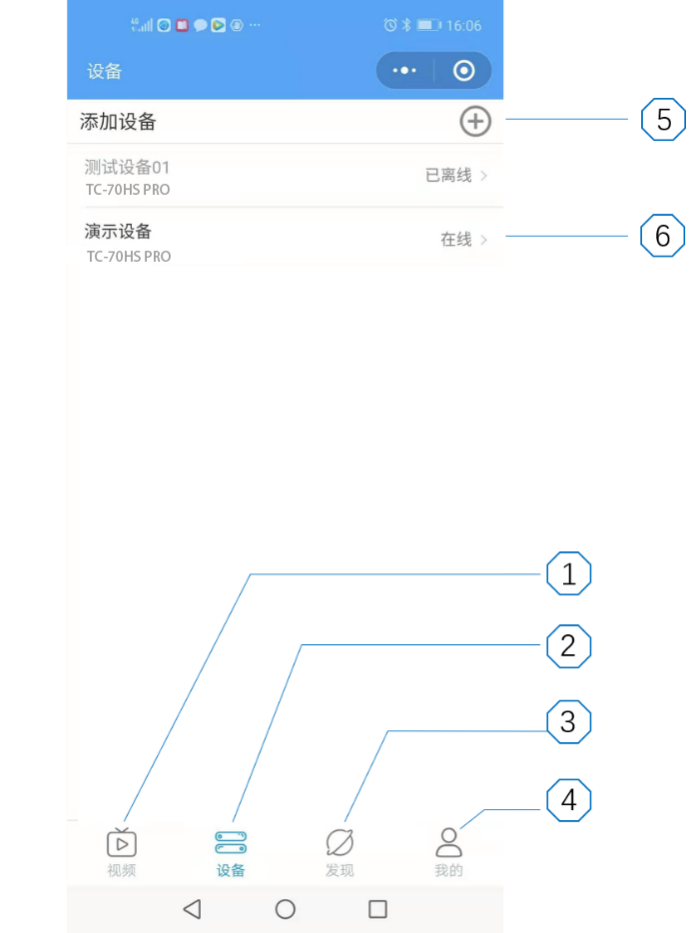 16:06
设备
添加设备
5
测试设备01
TC-70HS PRO
已离线
演示设备
TC-70HS PRO
在线
6
1
2
3
4
视频
设备
发现
我的